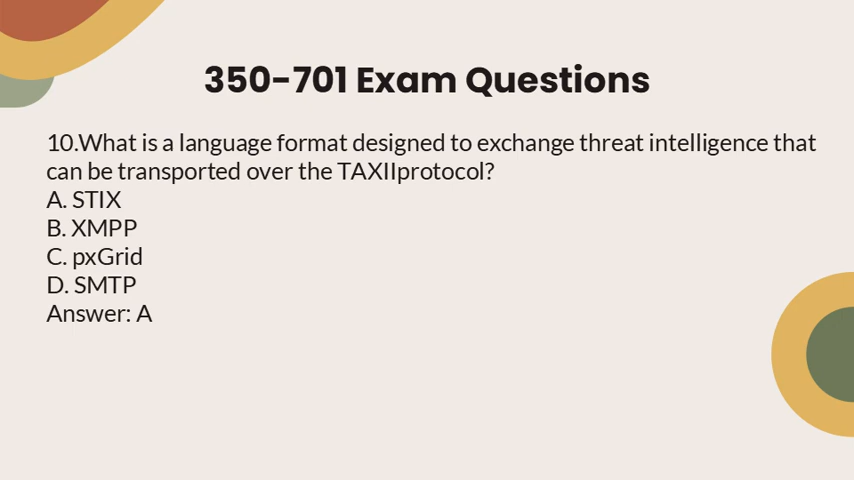 350-701 Exam Questions
10.What is a language format designed to exchange threat intelligence that
can be transported over the TAXIIprotocol?
A. STIX
B. XMPP
C. pxGrid
D. SMTP
Answer: A